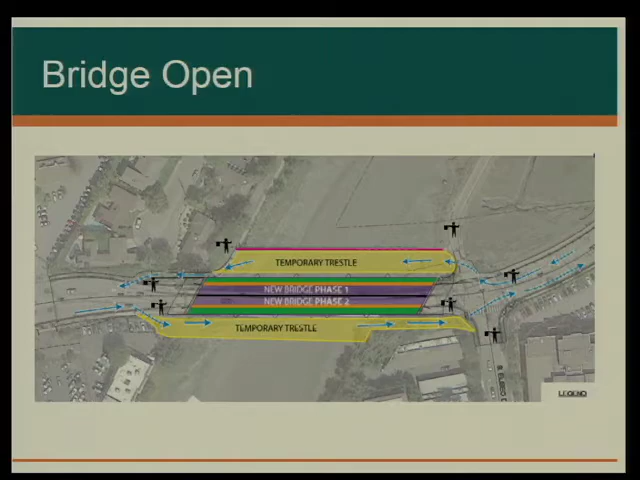 Bridge Open
TEMPORARY TRESTLE
NEW BRIDGE PHASE 1
NEW BRIDGE PHASE 2
TEMPORARY TRESTLE
LEGEND